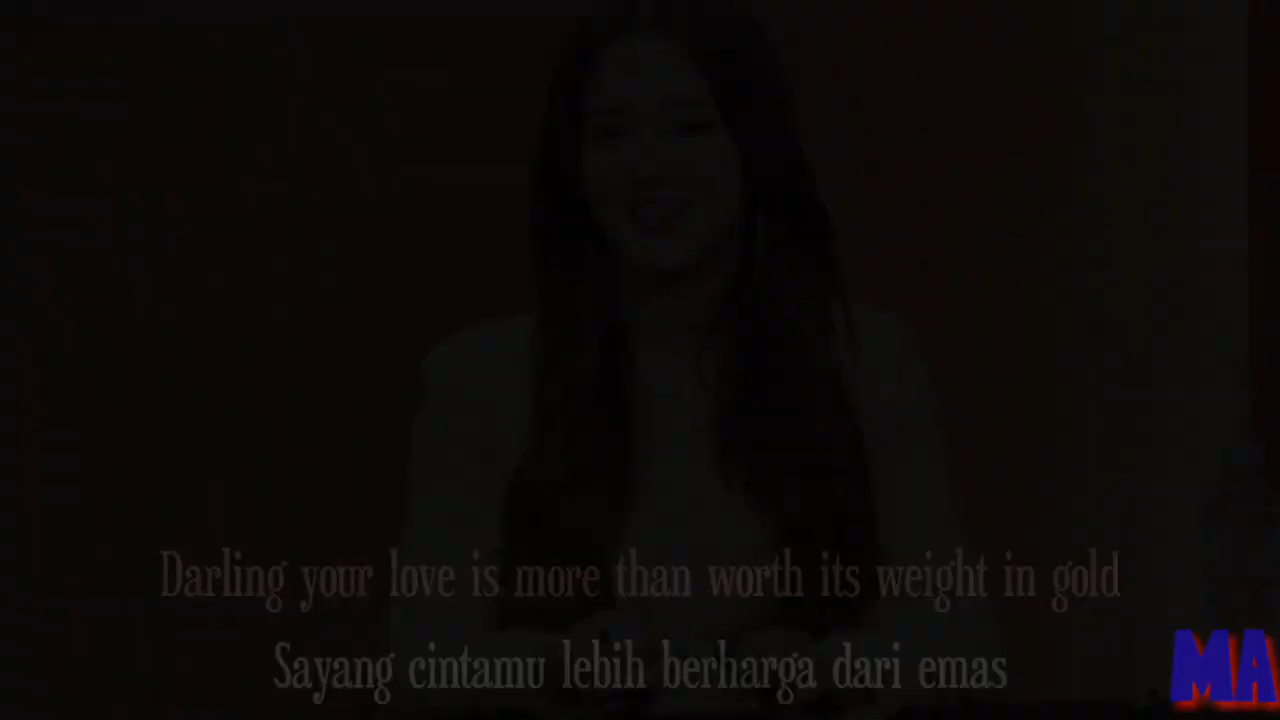 Darling your love is more than worth its weight in gold
Sayang cintamu lebih berharga dari emas
MA